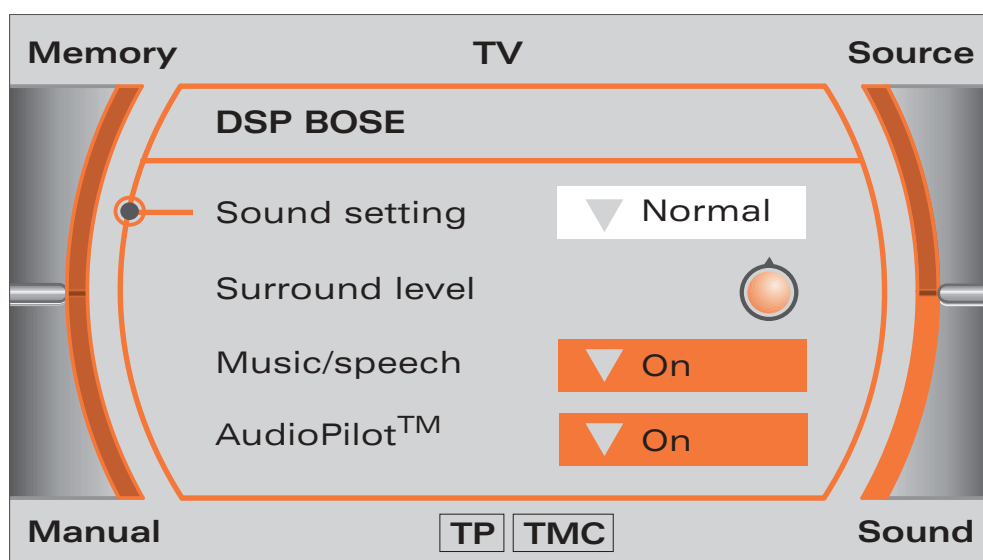 Memory TV Source
DSP BOSE
Sound setting Normal
Surround level
Music/speech On
AudioPilot™ On
Manual TP TMC Sound